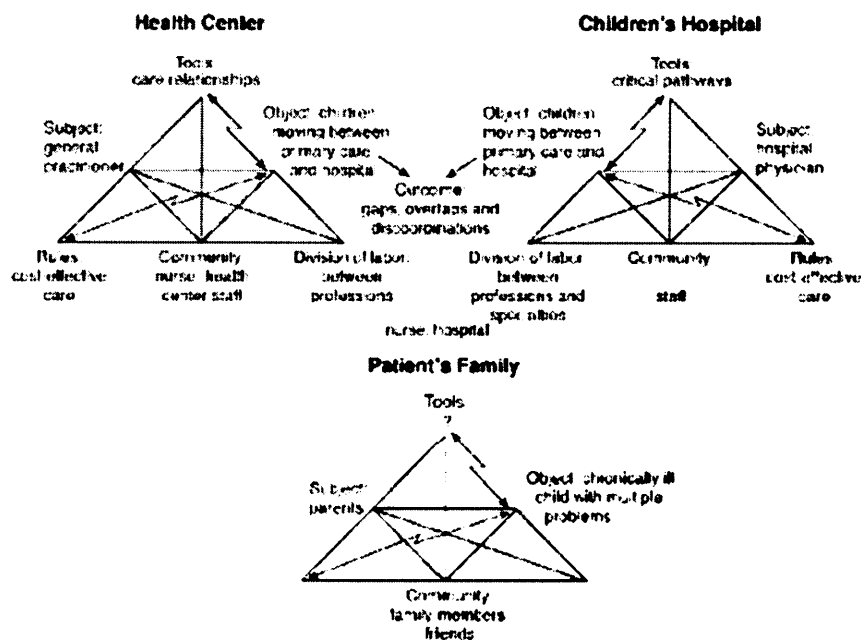 Health Center
Tools
care relationships
Subject:
general
practitioner
Object: children
moving between
primary care
and hospital
Rules
cost effective
care
Community
nurse, health
center staff
Division of labor:
between
professions
Outcome:
gaps, overlaps and
discoordinations
Children's Hospital
Tools
critical pathways
Object: children
moving between
primary care and
hospital
Subject:
hospital
physician
Division of labor
between
professions and
specialties
Community
staff
Rules
cost effective
care
nurse, hospital
Patient's Family
Tools
?
Subject:
parents
Object: chronically ill
child with multiple
problems
Community
family members
friends